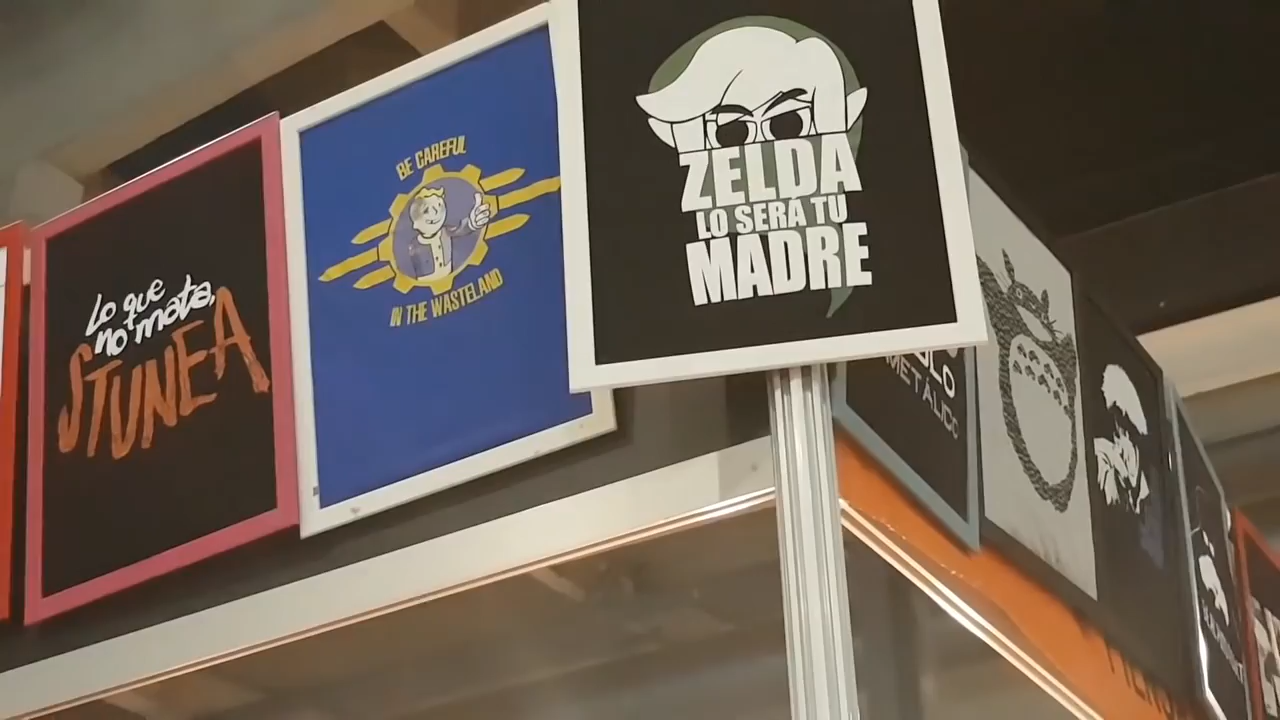 Lo que
no mata,
STUNEA
BE CAREFUL
IN THE WASTELAND
ZELDA
LO SERÁ TU
MADRE
METÁLICO